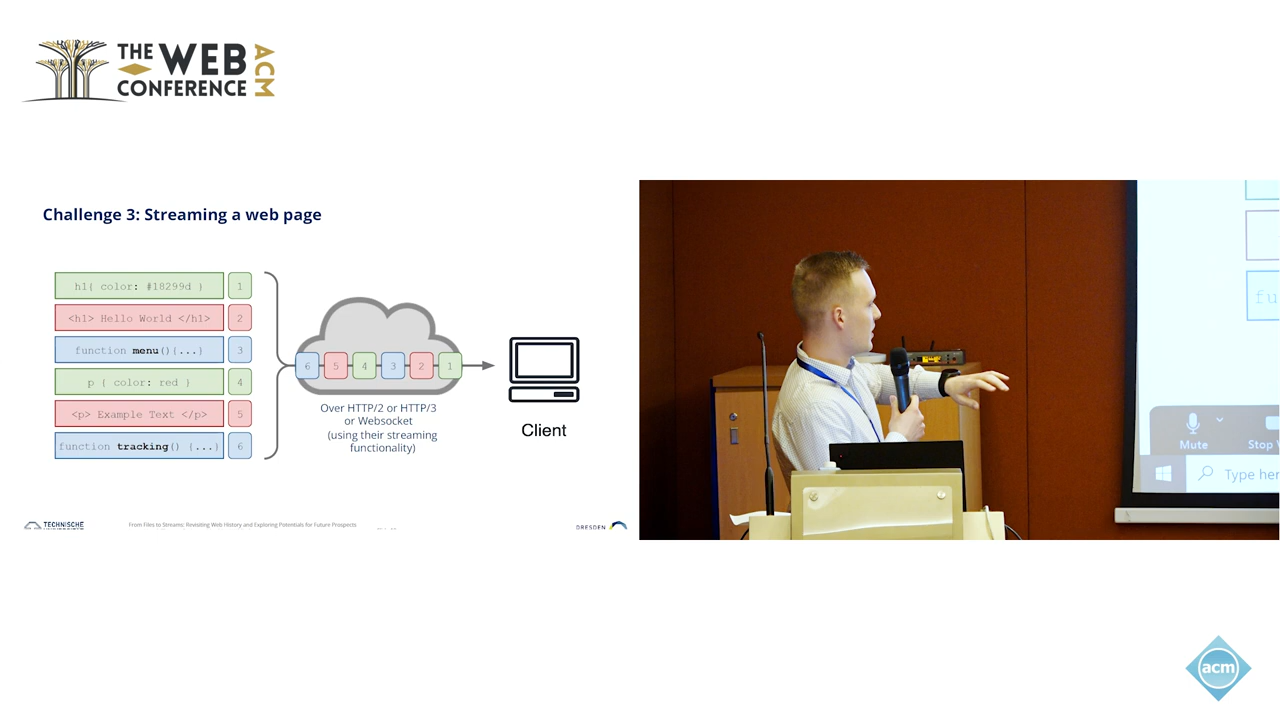 THE WEB
CONFERENCE
ACM
Challenge 3: Streaming a web page
h1{ color: #18299d } 1
<h1> Hello World </h1> 2
function menu(){...} 3
p { color: red } 4
<p> Example Text </p> 5
function tracking() {...} 6
6 5 4 3 2 1
Over HTTP/2 or HTTP/3
or Websocket
(using their streaming
functionality)
Client
TECHNISCHE
From Files to Streams: Revisiting Web History and Exploring Potentials for Future Prospects
DRESDEN
fu
Mute
Stop
Type her
acm